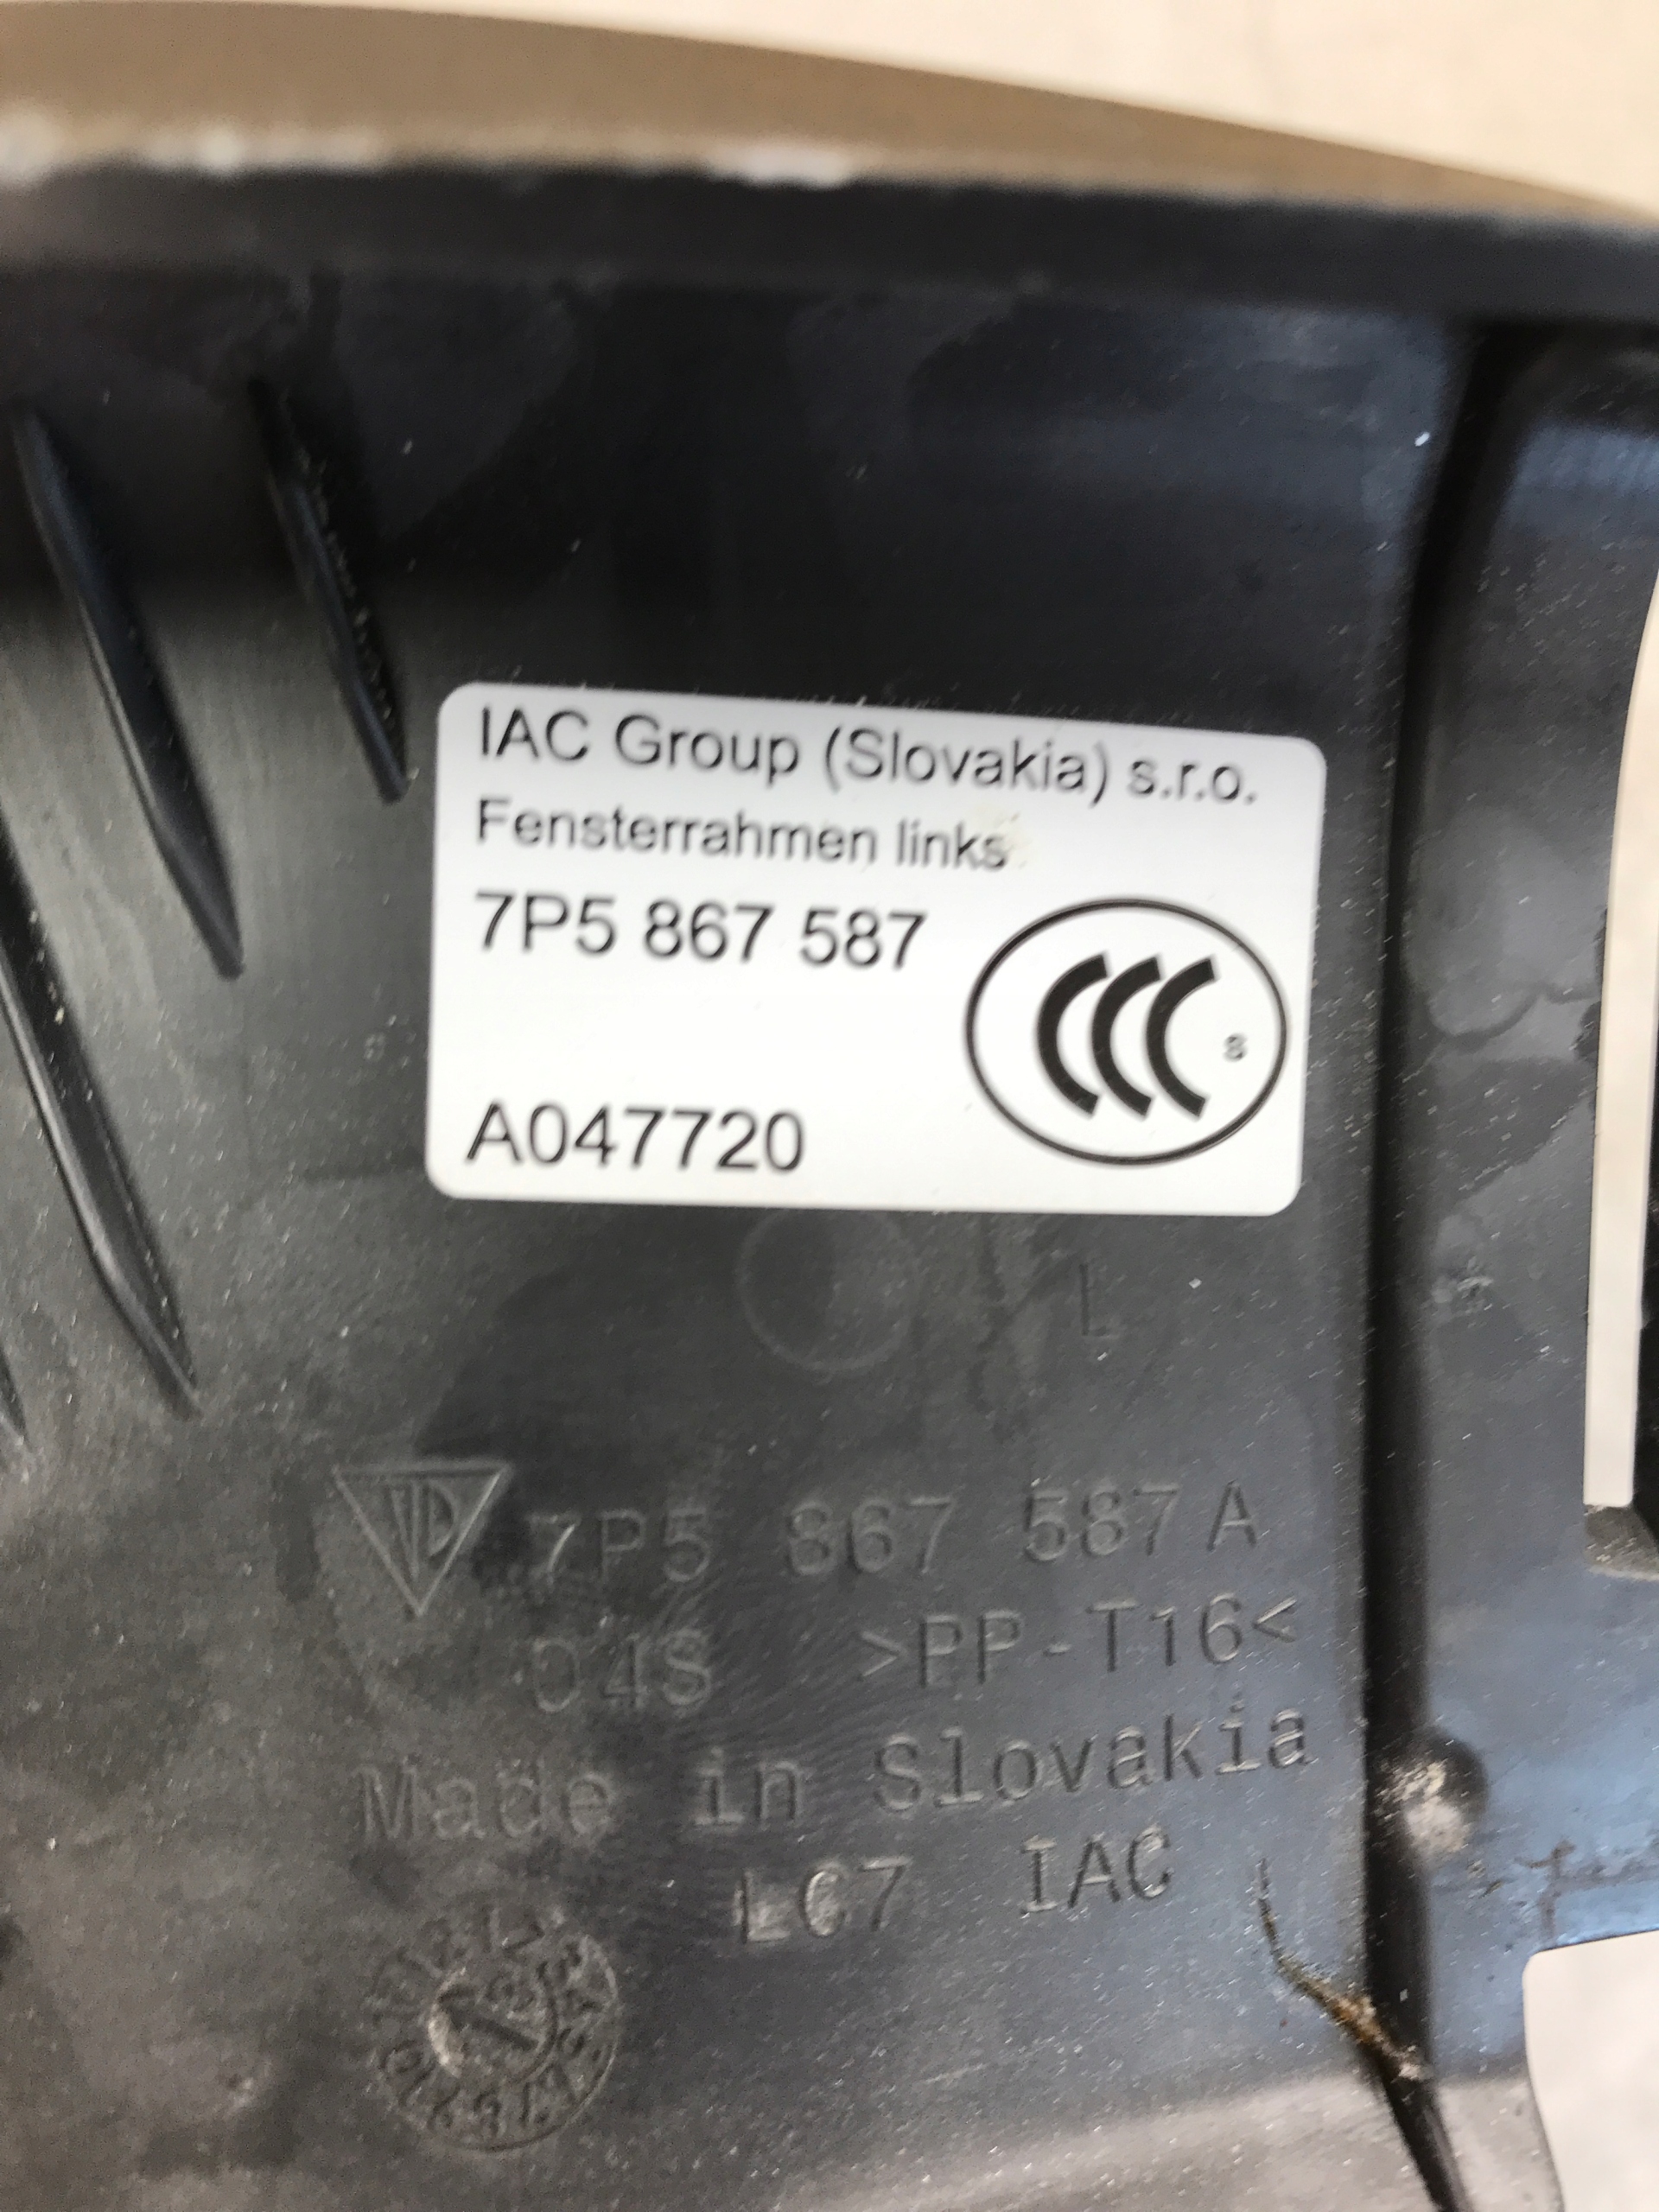 IAC Group (Slovakia) s.r.o.
Fensterrahmen links
7P5 867 587
CCC s
A047720
L
7P5 867 587 A
04S >PP-T16<
Made in Slovakia
LC7 IAC